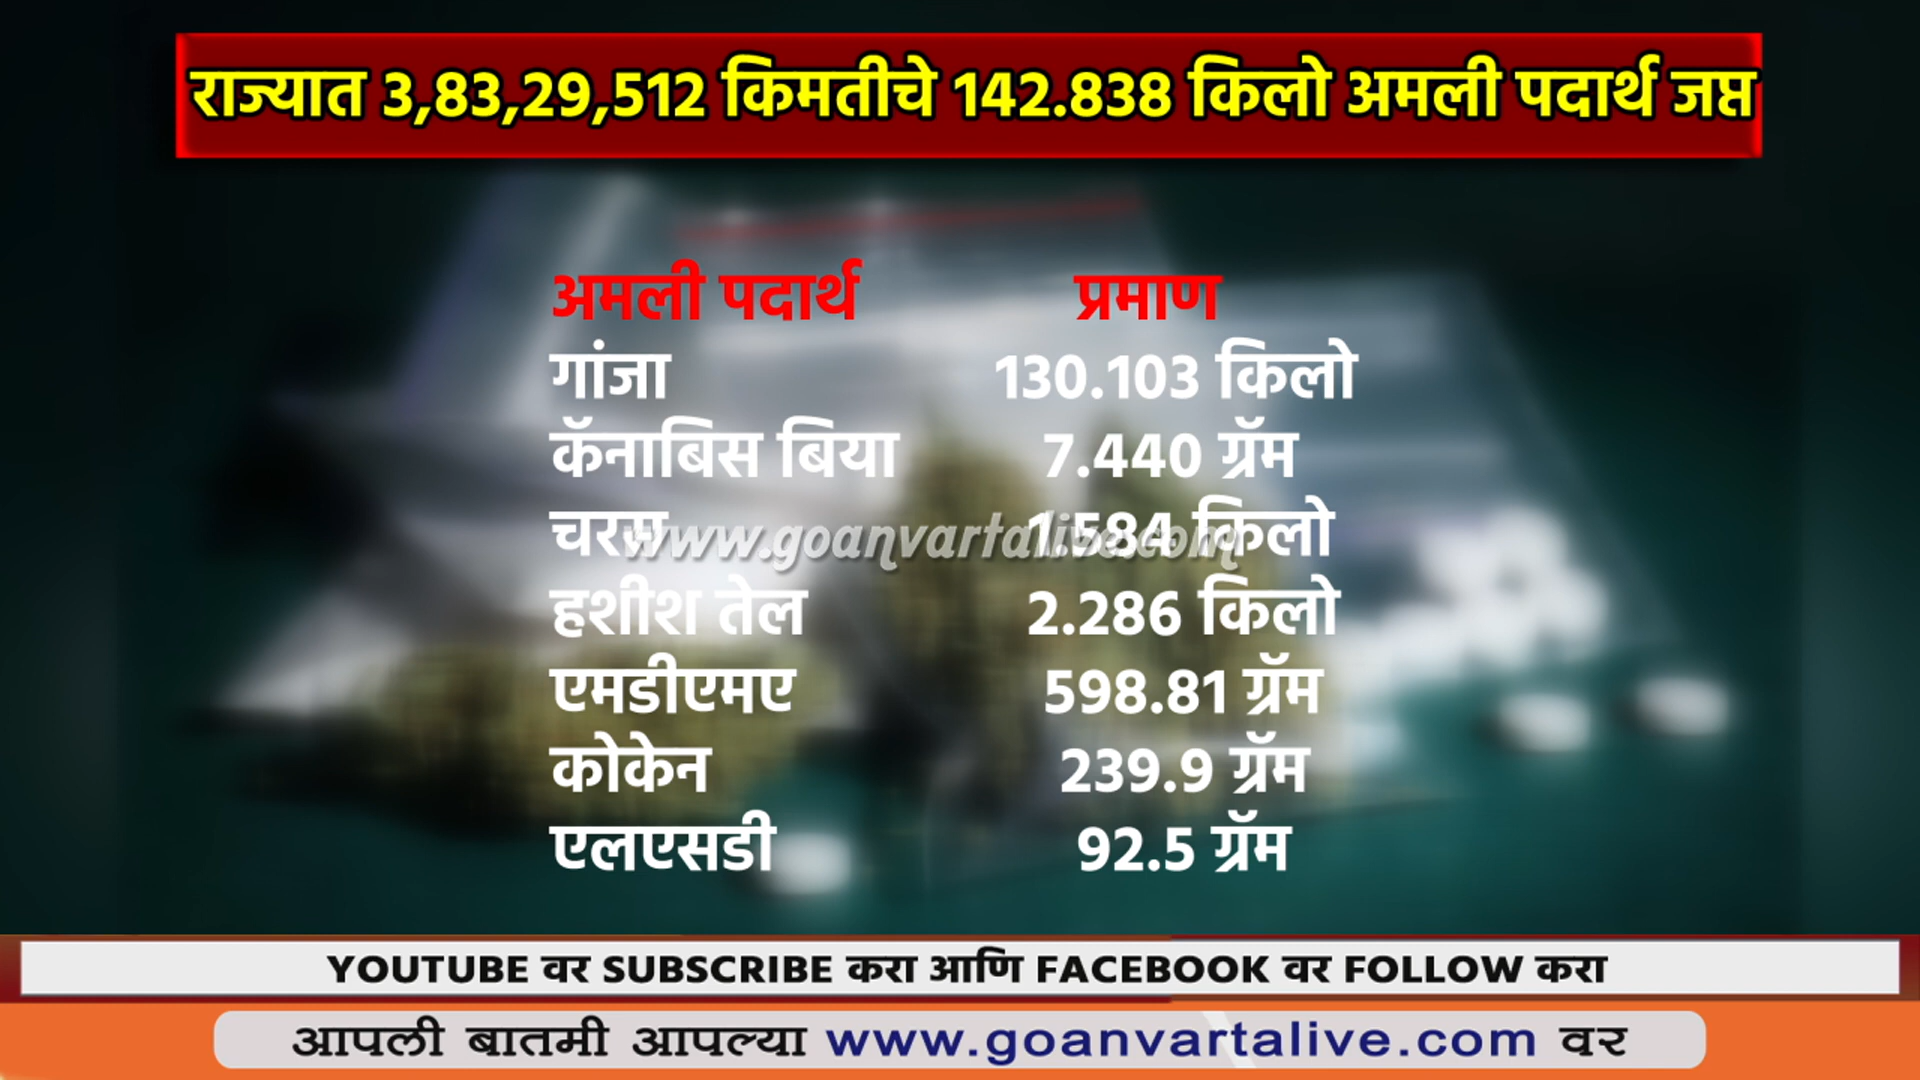 राज्यात 3,83,29,512 किमतीचे 142.838 किलो अमली पदार्थ जप्त
अमली पदार्थ प्रमाण
गांजा 130.103 किलो
कॅनाबिस बिया 7.440 ग्रॅम
चरस 1.584 किलो
www.goanvartalive.com
हशीश तेल 2.286 किलो
एमडीएमए 598.81 ग्रॅम
कोकेन 239.9 ग्रॅम
एलएसडी 92.5 ग्रॅम
YOUTUBE वर SUBSCRIBE करा आणि FACEBOOK वर FOLLOW करा
आपली बातमी आपल्या www.goanvartalive.com वर